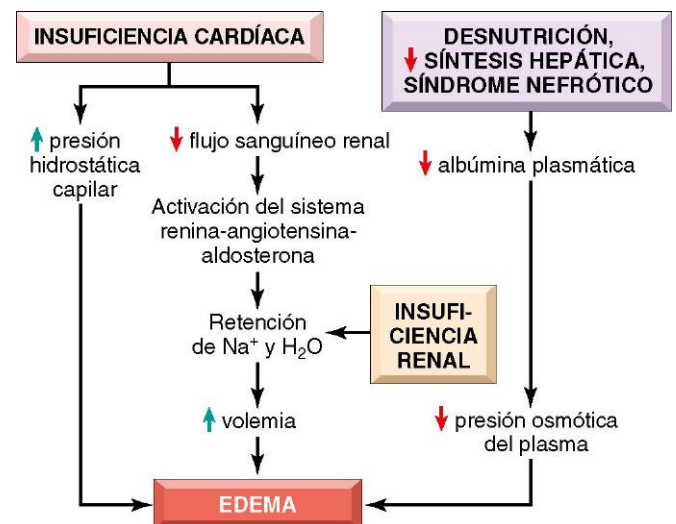 INSUFICIENCIA CARDÍACA
DESNUTRICIÓN,
SÍNTESIS HEPÁTICA,
SÍNDROME NEFRÓTICO
presión
hidrostática
capilar
flujo sanguíneo renal
albúmina plasmática
Activación del sistema
renina-angiotensina-
aldosterona
Retención
de Na⁺ y H₂O
INSUFI-
CIENCIA
RENAL
volemia
presión osmótica
del plasma
EDEMA